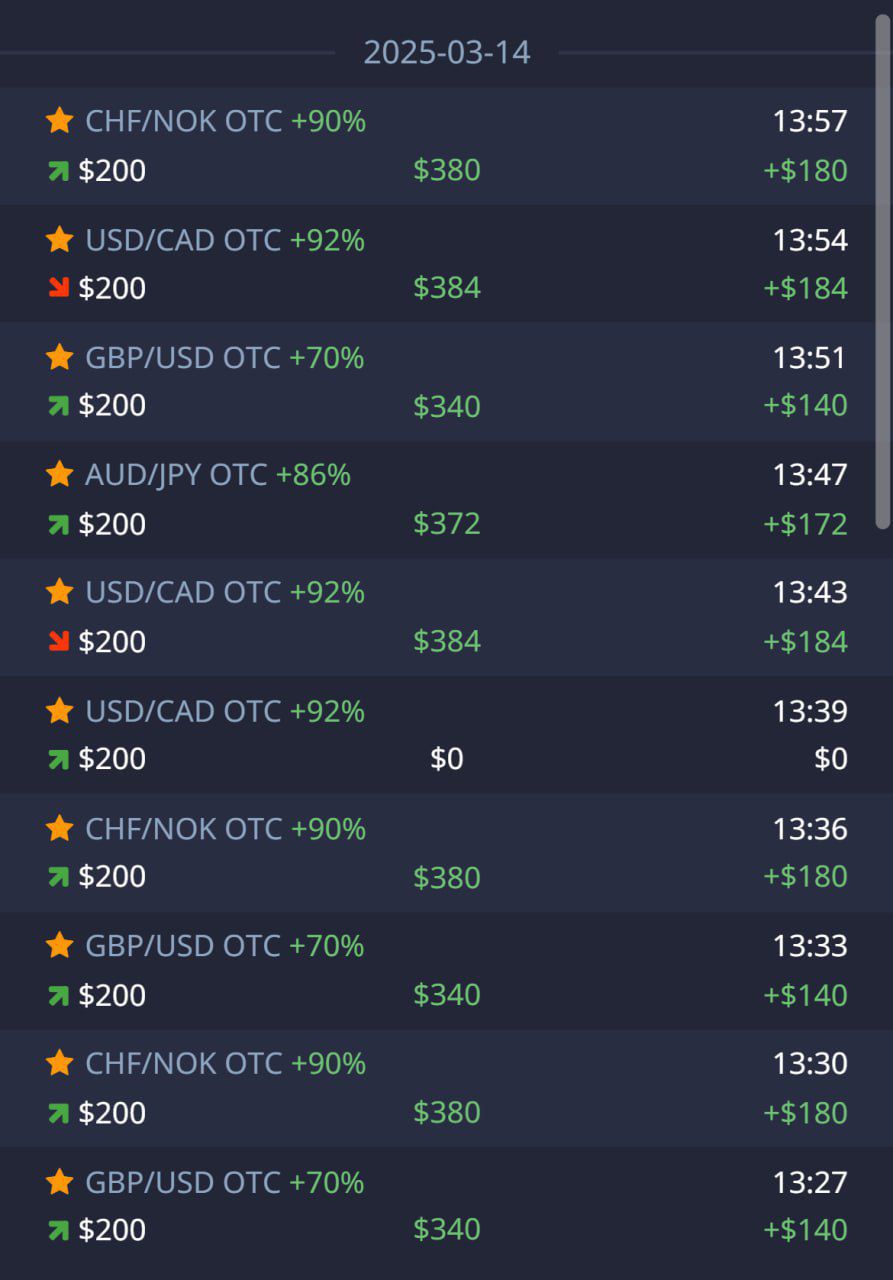 2025-03-14
CHF/NOK OTC +90% 13:57
$200 $380 +$180
USD/CAD OTC +92% 13:54
$200 $384 +$184
GBP/USD OTC +70% 13:51
$200 $340 +$140
AUD/JPY OTC +86% 13:47
$200 $372 +$172
USD/CAD OTC +92% 13:43
$200 $384 +$184
USD/CAD OTC +92% 13:39
$200 $0 $0
CHF/NOK OTC +90% 13:36
$200 $380 +$180
GBP/USD OTC +70% 13:33
$200 $340 +$140
CHF/NOK OTC +90% 13:30
$200 $380 +$180
GBP/USD OTC +70% 13:27
$200 $340 +$140